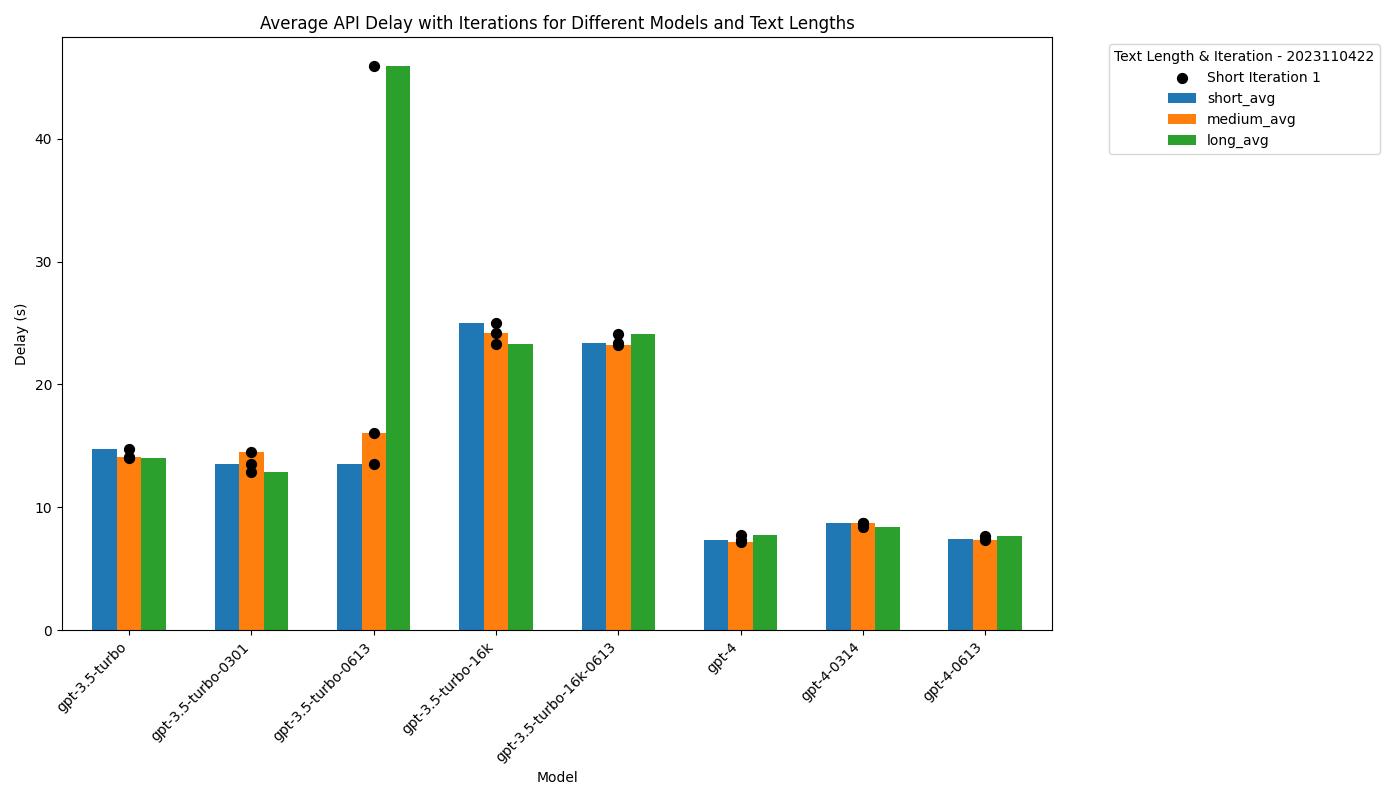 Average API Delay with Iterations for Different Models and Text Lengths
Text Length & Iteration - 2023110422
Short Iteration 1
short_avg
medium_avg
long_avg
Delay (s)
40
30
20
10
0
gpt-3.5-turbo
gpt-3.5-turbo-0301
gpt-3.5-turbo-0613
gpt-3.5-turbo-16k
gpt-3.5-turbo-16k-0613
gpt-4
gpt-4-0314
gpt-4-0613
Model